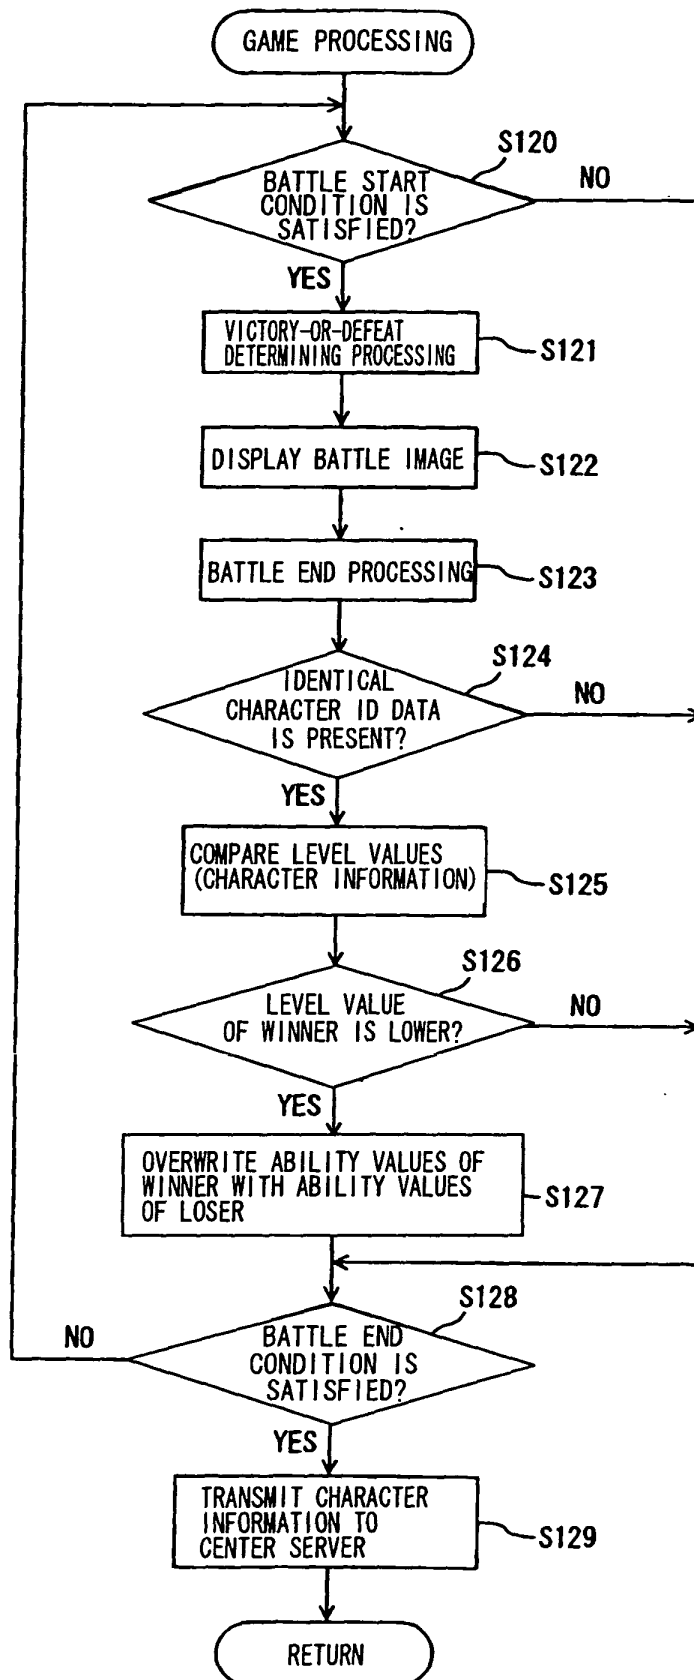 GAME PROCESSING
S120
BATTLE START
CONDITION IS
SATISFIED?
NO
YES
VICTORY-OR-DEFEAT
DETERMINING PROCESSING
S121
DISPLAY BATTLE IMAGE
S122
BATTLE END PROCESSING
S123
S124
IDENTICAL
CHARACTER ID DATA
IS PRESENT?
NO
YES
COMPARE LEVEL VALUES
(CHARACTER INFORMATION)
S125
S126
LEVEL VALUE
OF WINNER IS LOWER?
NO
YES
OVERWRITE ABILITY VALUES OF
WINNER WITH ABILITY VALUES
OF LOSER
S127
S128
NO
BATTLE END
CONDITION IS
SATISFIED?
YES
TRANSMIT CHARACTER
INFORMATION TO
CENTER SERVER
S129
RETURN